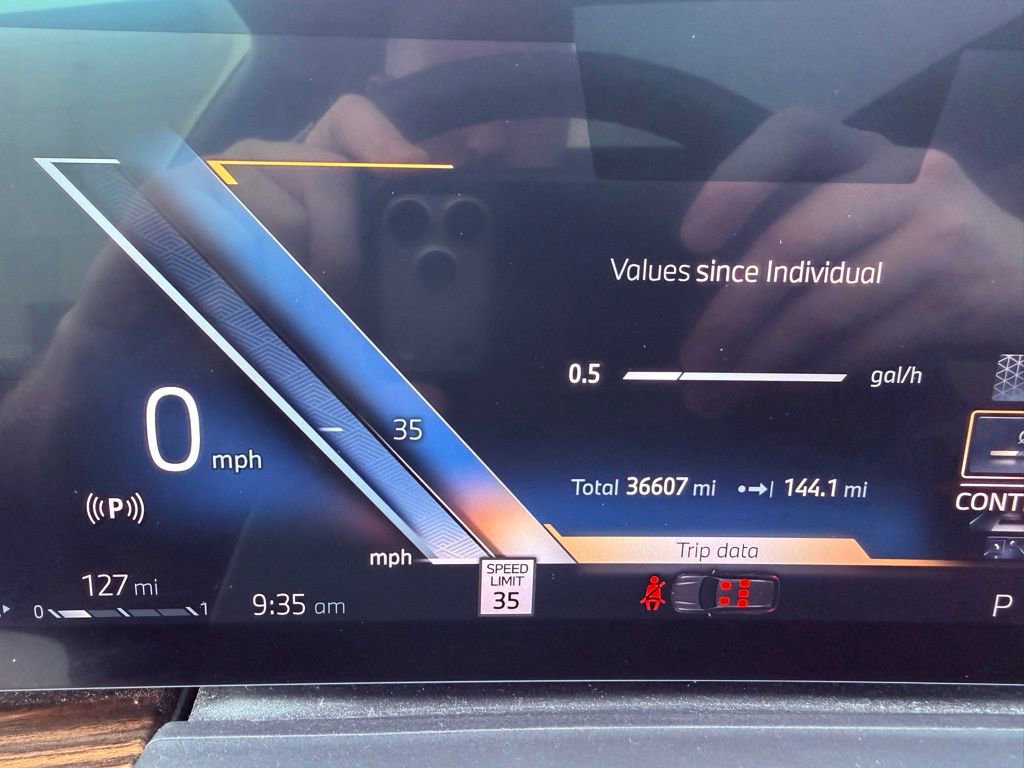 Values since Individual
0.5 gal/h
35
0 mph
Total 36607 mi 144.1 mi
((P))
mph
Trip data
127 mi
0 1
9:35 am
SPEED
LIMIT
35
P